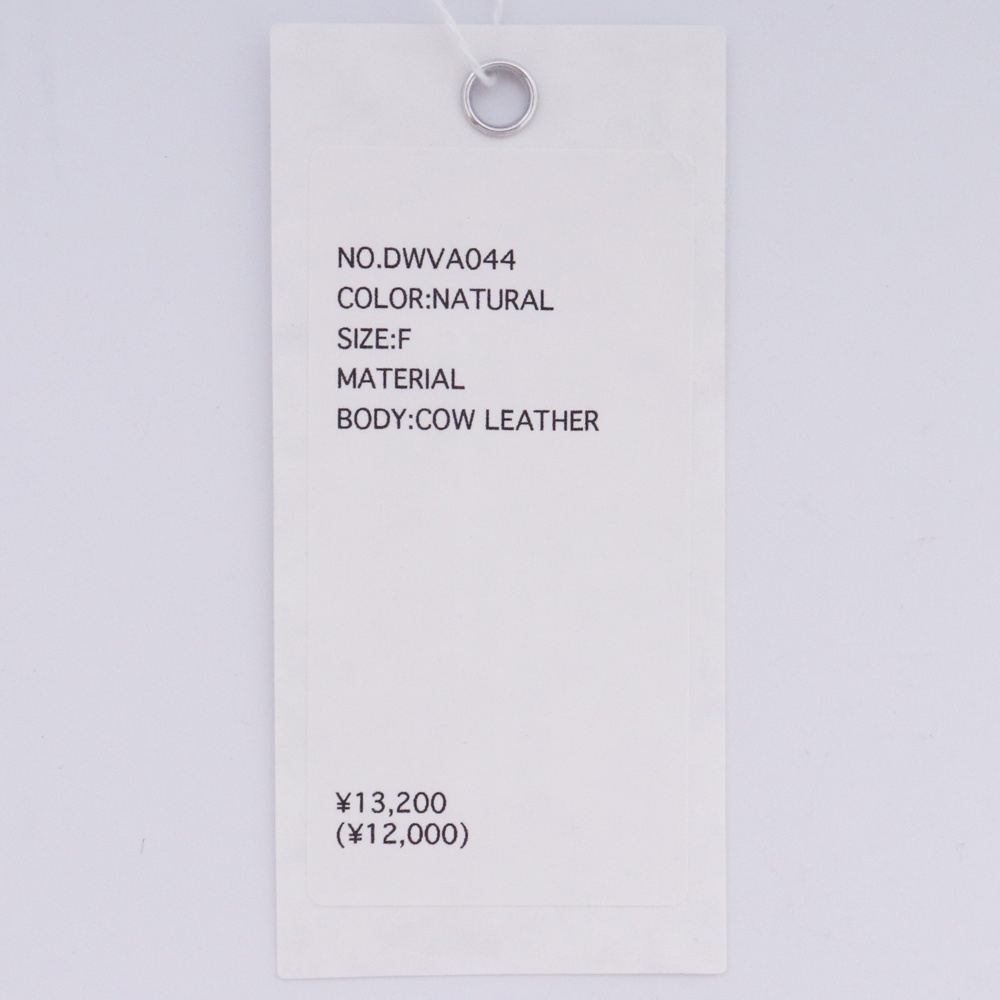 NO.DWVA044
COLOR:NATURAL
SIZE:F
MATERIAL
BODY:COW LEATHER
¥13,200
(¥12,000)